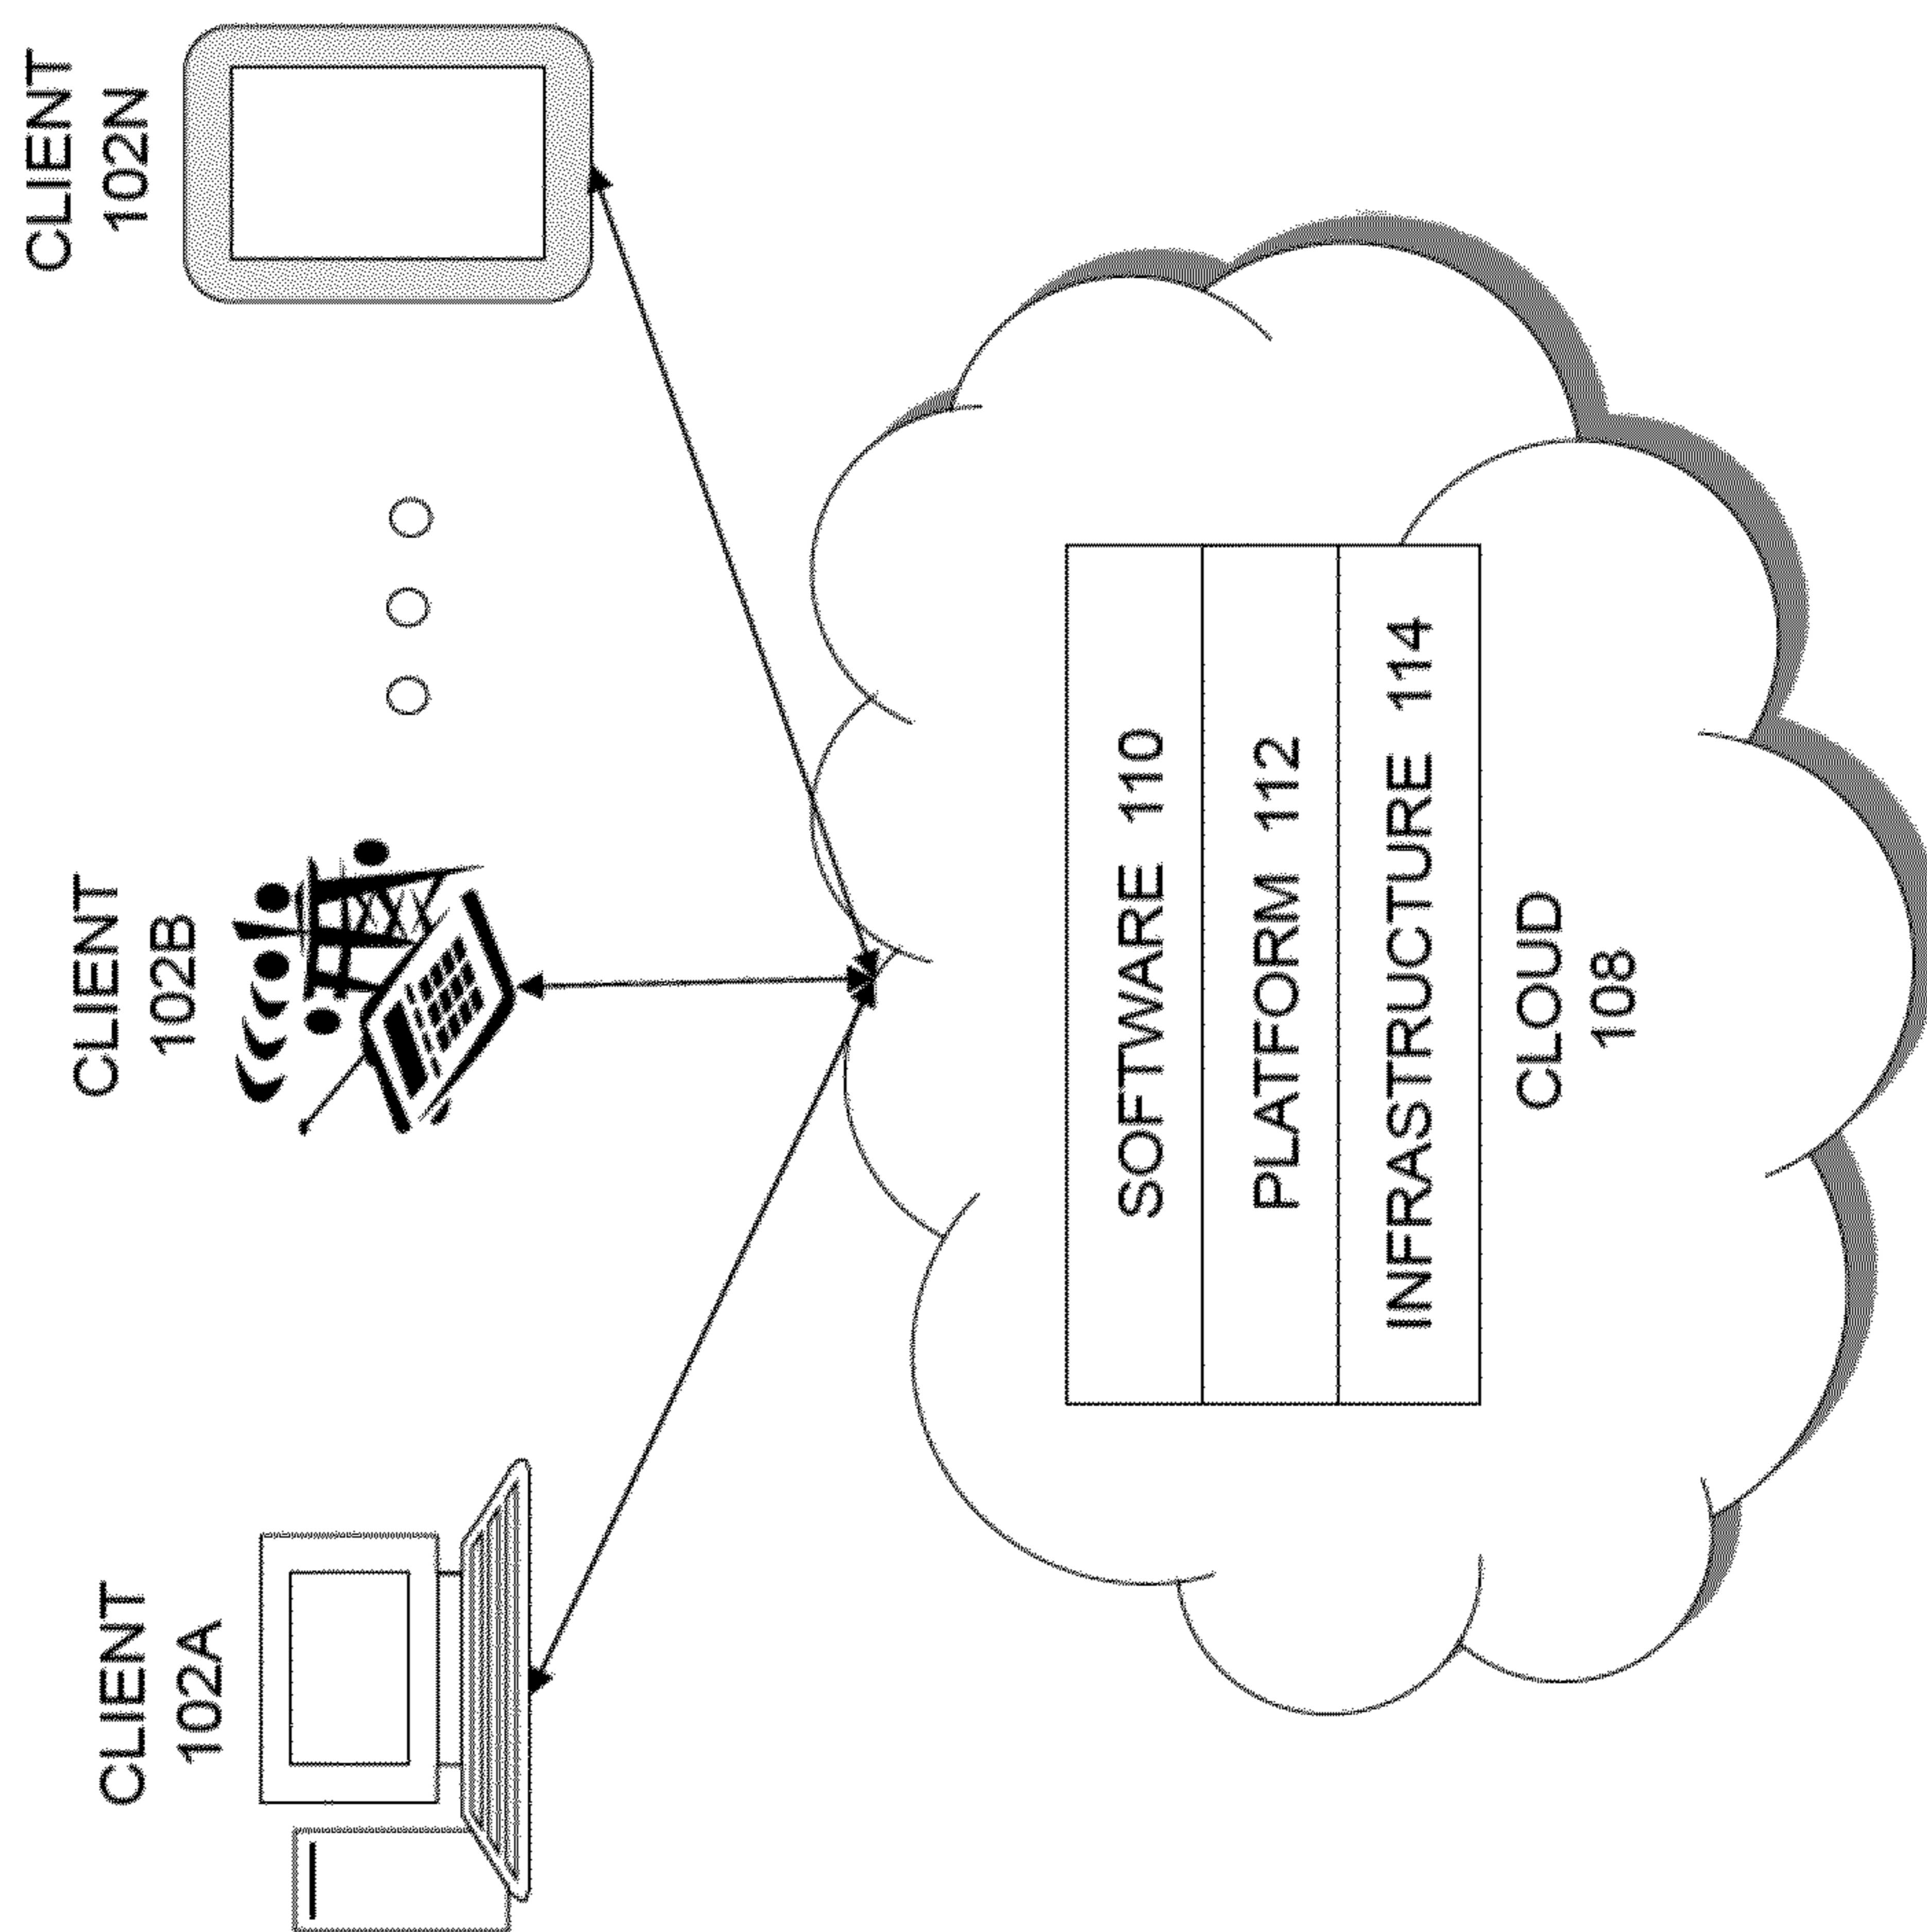 CLIENT
102A
CLIENT
102B
CLIENT
102N
SOFTWARE 110
PLATFORM 112
INFRASTRUCTURE 114
CLOUD
108